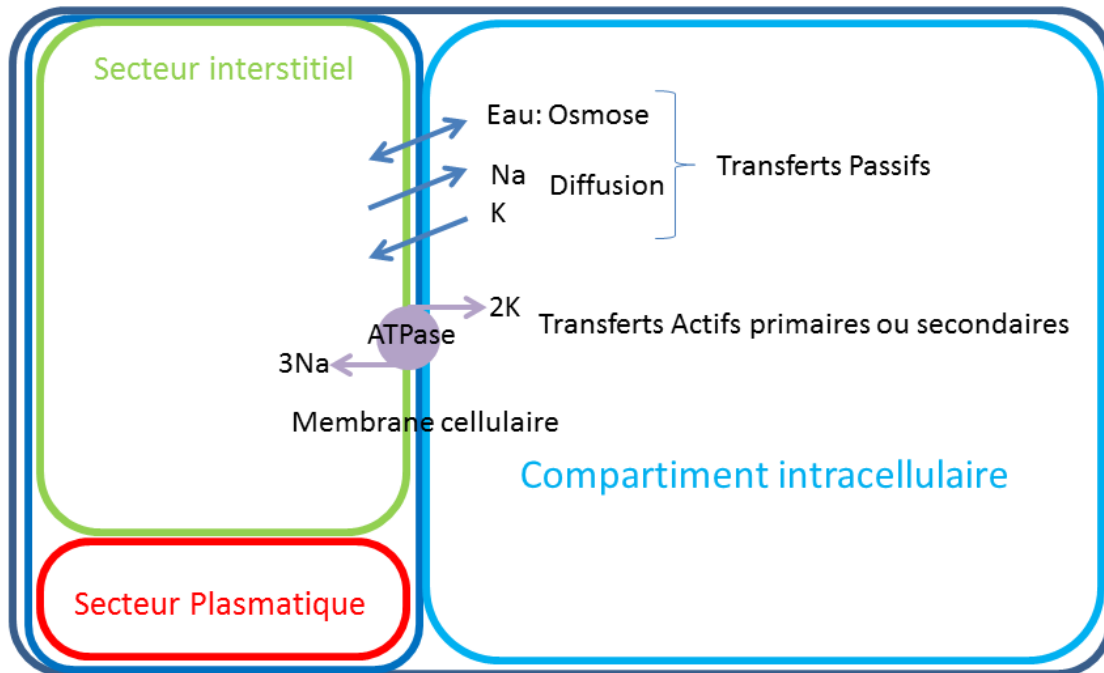 Secteur interstitiel
Eau: Osmose
Na
Diffusion
K
Transferts Passifs
2K
Transferts Actifs primaires ou secondaires
ATPase
3Na
Membrane cellulaire
Compartiment intracellulaire
Secteur Plasmatique